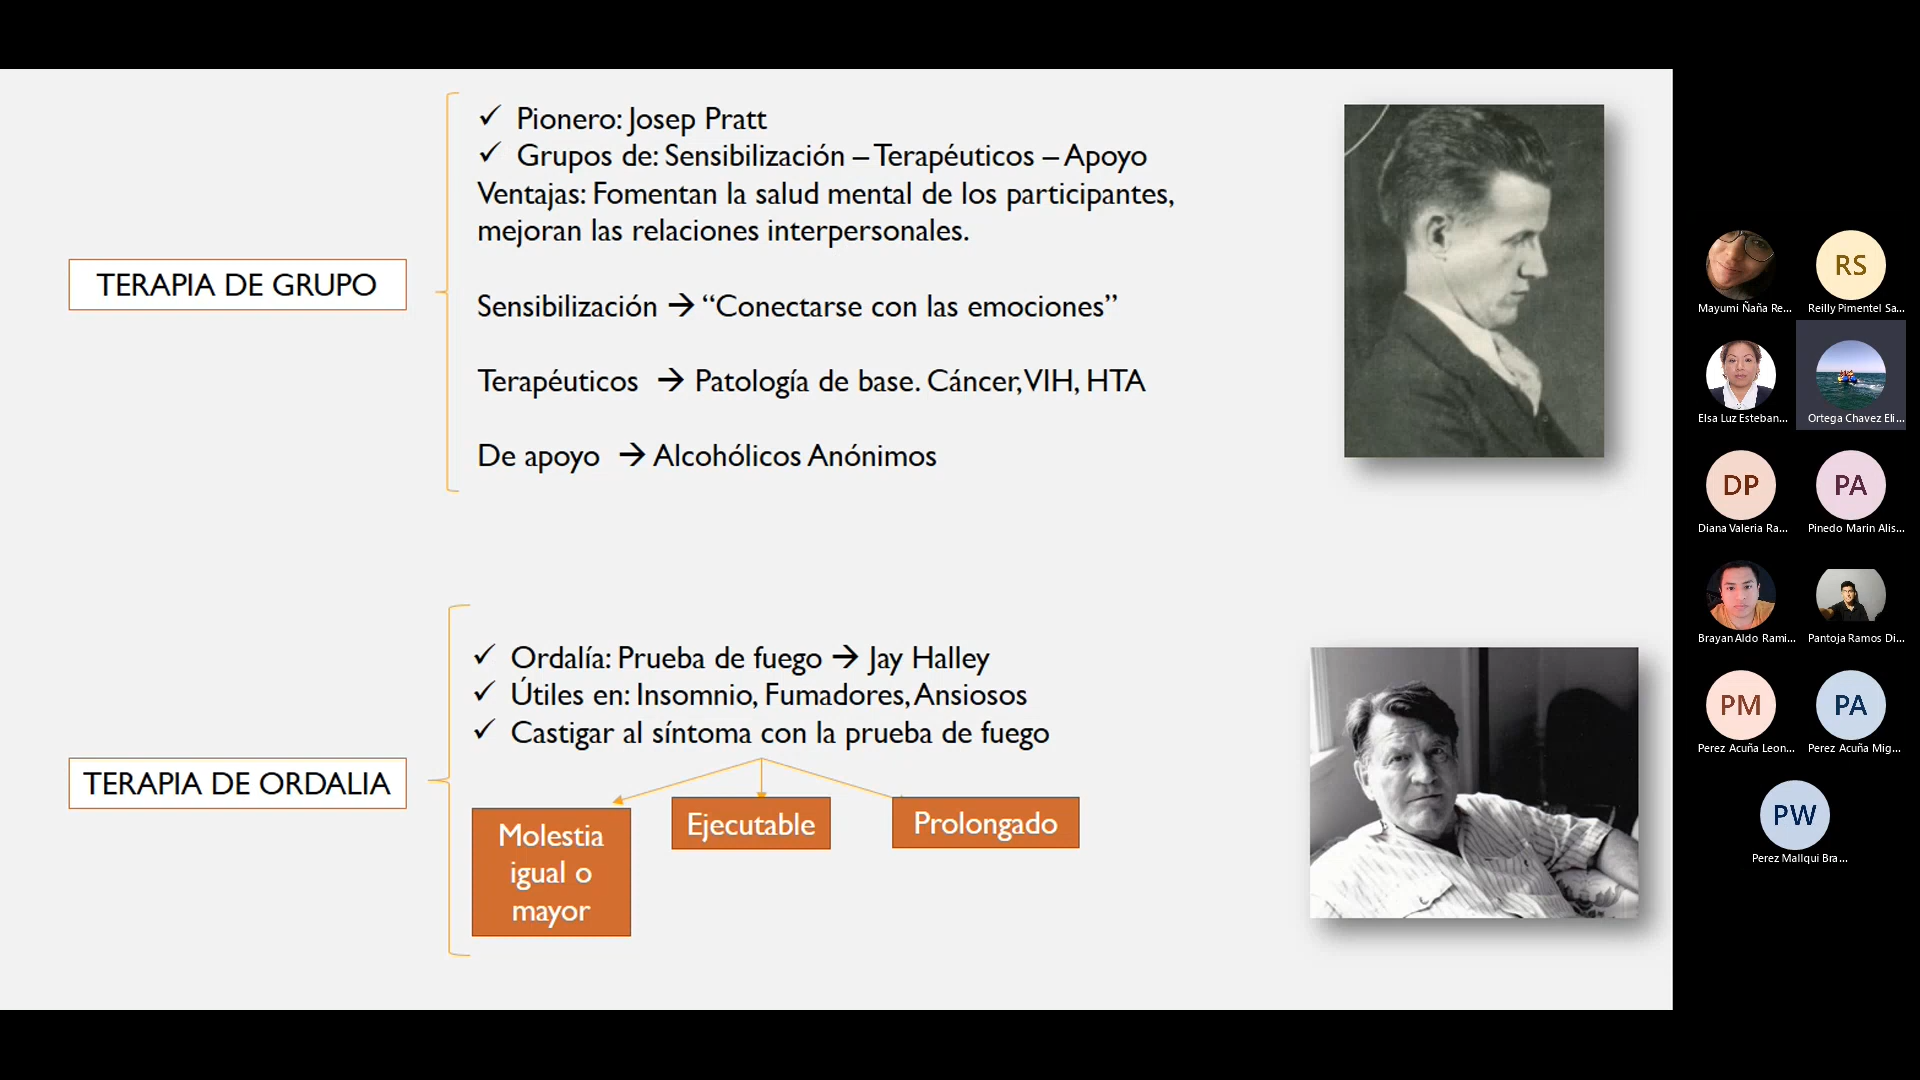 ✓ Pionero: Josep Pratt
✓ Grupos de: Sensibilización – Terapéuticos – Apoyo
Ventajas: Fomentan la salud mental de los participantes,
mejoran las relaciones interpersonales.
TERAPIA DE GRUPO
Sensibilización → “Conectarse con las emociones”
Terapéuticos → Patología de base. Cáncer, VIH, HTA
De apoyo → Alcohólicos Anónimos
✓ Ordalía: Prueba de fuego → Jay Halley
✓ Útiles en: Insomnio, Fumadores, Ansiosos
✓ Castigar al síntoma con la prueba de fuego
TERAPIA DE ORDALIA
Molestia
igual o
mayor
Ejecutable
Prolongado
Mayumi Ñaña Re...
RS
Reilly Pimentel Sa...
Elsa Luz Esteban...
Ortega Chavez Eli...
DP
Diana Valeria Ra...
PA
Pinedo Marin Alis...
Brayan Aldo Rami...
Pantoja Ramos Di...
PM
Perez Acuña Leon...
PA
Perez Acuña Mig...
PW
Perez Mallqui Bra...